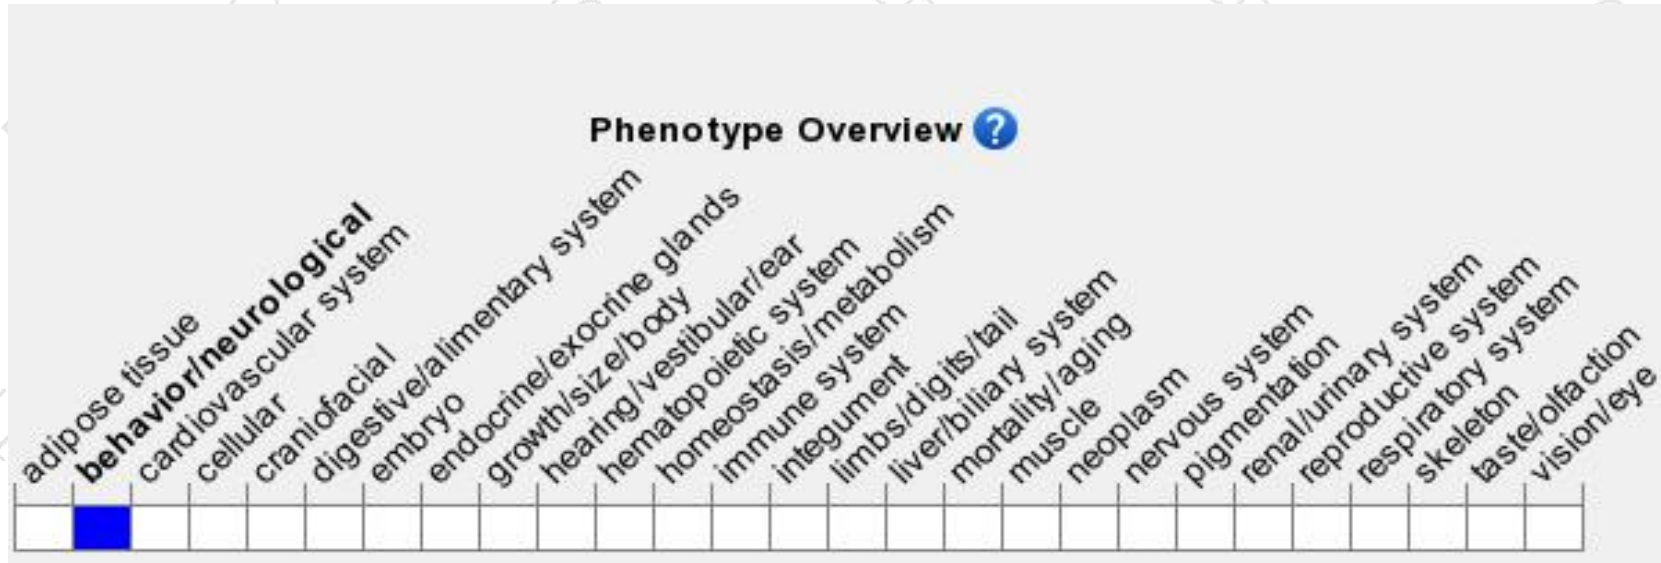 Phenotype Overview ?
adipose tissue
behavior/neurological
cardiovascular system
cellular
craniofacial
digestive/alimentary system
embryo
endocrine/exocrine glands
growth/size/body
hearing/vestibular/ear
hematopoietic system
homeostasis/metabolism
immune system
integument
limbs/digits/tail
liver/biliary system
mortality/aging
muscle
neoplasm
nervous system
pigmentation
renal/urinary system
reproductive system
respiratory system
skeleton
taste/olfaction
vision/eye